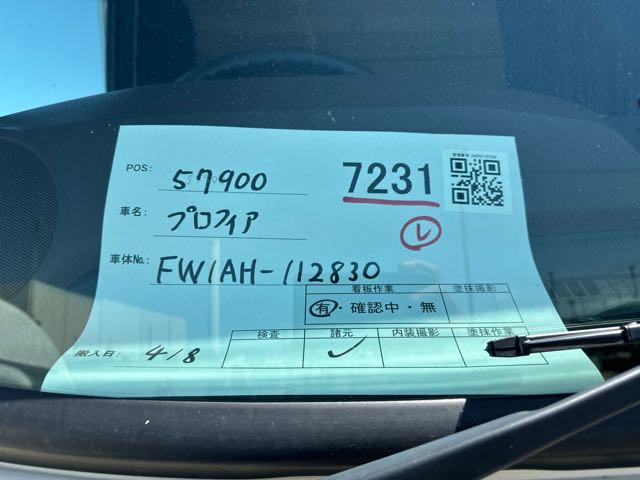 POS: 57900
7231
車名: プロフィア
レ
車体No.: FW1AH-112830
看板作業 塗抹撮影
有・確認中・無
検査 諸元 内装撮影 塗抹作業
搬入日: 4/8